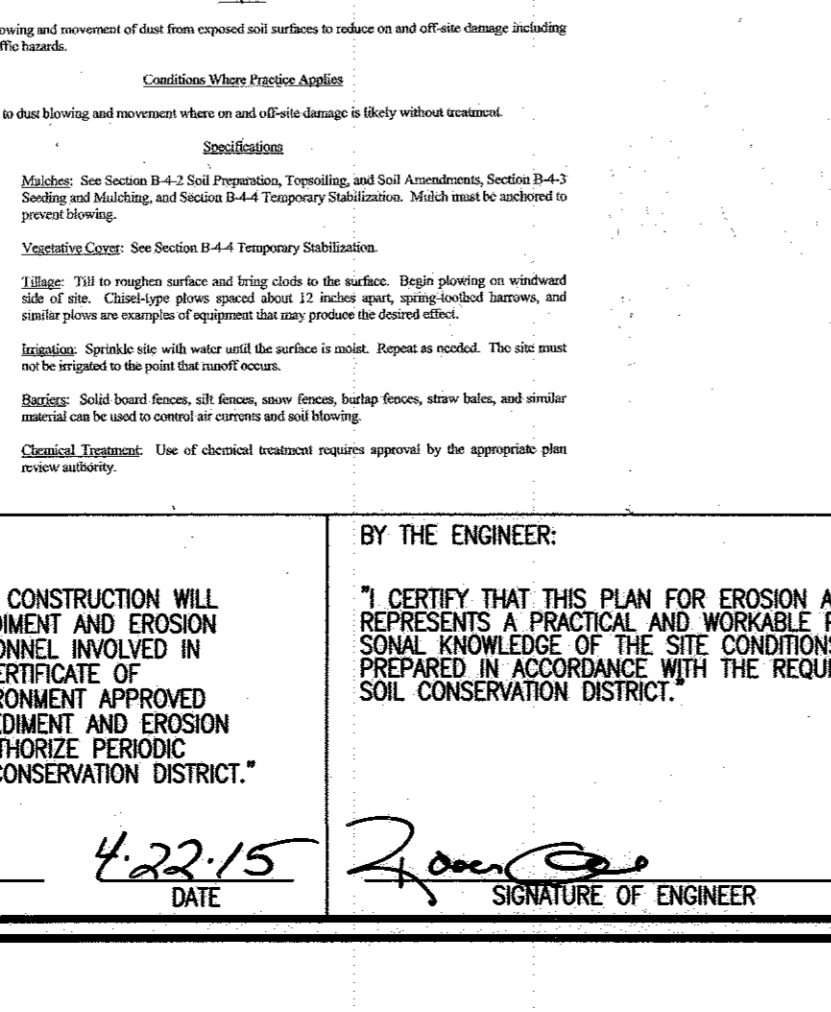 owing and movement of dust from exposed soil surfaces to reduce on and off-site damage including
ffic hazards.
Conditions Where Practice Applies
to dust blowing and movement where on and off-site damage is likely without treatment.
Specifications
Mulches: See Section B-4-2 Soil Preparation, Topsoiling, and Soil Amendments, Section B-4-3
Seeding and Mulching, and Section B-4-4 Temporary Stabilization. Mulch must be anchored to
prevent blowing.
Vegetative Cover: See Section B-4-4 Temporary Stabilization.
Tillage: Till to roughen surface and bring clods to the surface. Begin plowing on windward
side of site. Chisel-type plows spaced about 12 inches apart, spring-toothed harrows, and
similar plows are examples of equipment that may produce the desired effect.
Irrigation: Sprinkle site with water until the surface is moist. Repeat as needed. The site must
not be irrigated to the point that runoff occurs.
Barriers: Solid board fences, silt fences, snow fences, burlap fences, straw bales, and similar
material can be used to control air currents and soil blowing.
Chemical Treatment: Use of chemical treatment requires approval by the appropriate plan
review authority.
CONSTRUCTION WILL
DIMENT AND EROSION
ONNEL INVOLVED IN
ERTIFICATE OF
RONMENT APPROVED
EDIMENT AND EROSION
THORIZE PERIODIC
CONSERVATION DISTRICT."
4.22.15
DATE
BY THE ENGINEER:
"I CERTIFY THAT THIS PLAN FOR EROSION A
REPRESENTS A PRACTICAL AND WORKABLE P
SONAL KNOWLEDGE OF THE SITE CONDITIONS
PREPARED IN ACCORDANCE WITH THE REQUI
SOIL CONSERVATION DISTRICT."
SIGNATURE OF ENGINEER